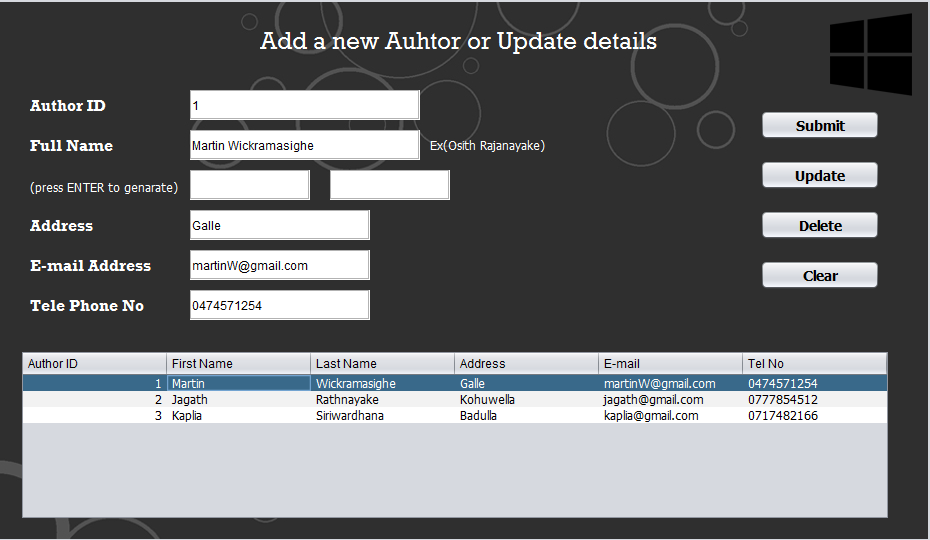 Add a new Auhtor or Update details
Author ID 1
Full Name Martin Wickramasighe Ex(Osith Rajanayake)
(press ENTER to genarate)
Address Galle
E-mail Address martinW@gmail.com
Tele Phone No 0474571254
Submit
Update
Delete
Clear
Author ID First Name Last Name Address E-mail Tel No
1 Martin Wickramasighe Galle martinW@gmail.com 0474571254
2 Jagath Rathnayake Kohuwella jagath@gmail.com 0777854512
3 Kaplia Siriwardhana Badulla kaplia@gmail.com 0717482166